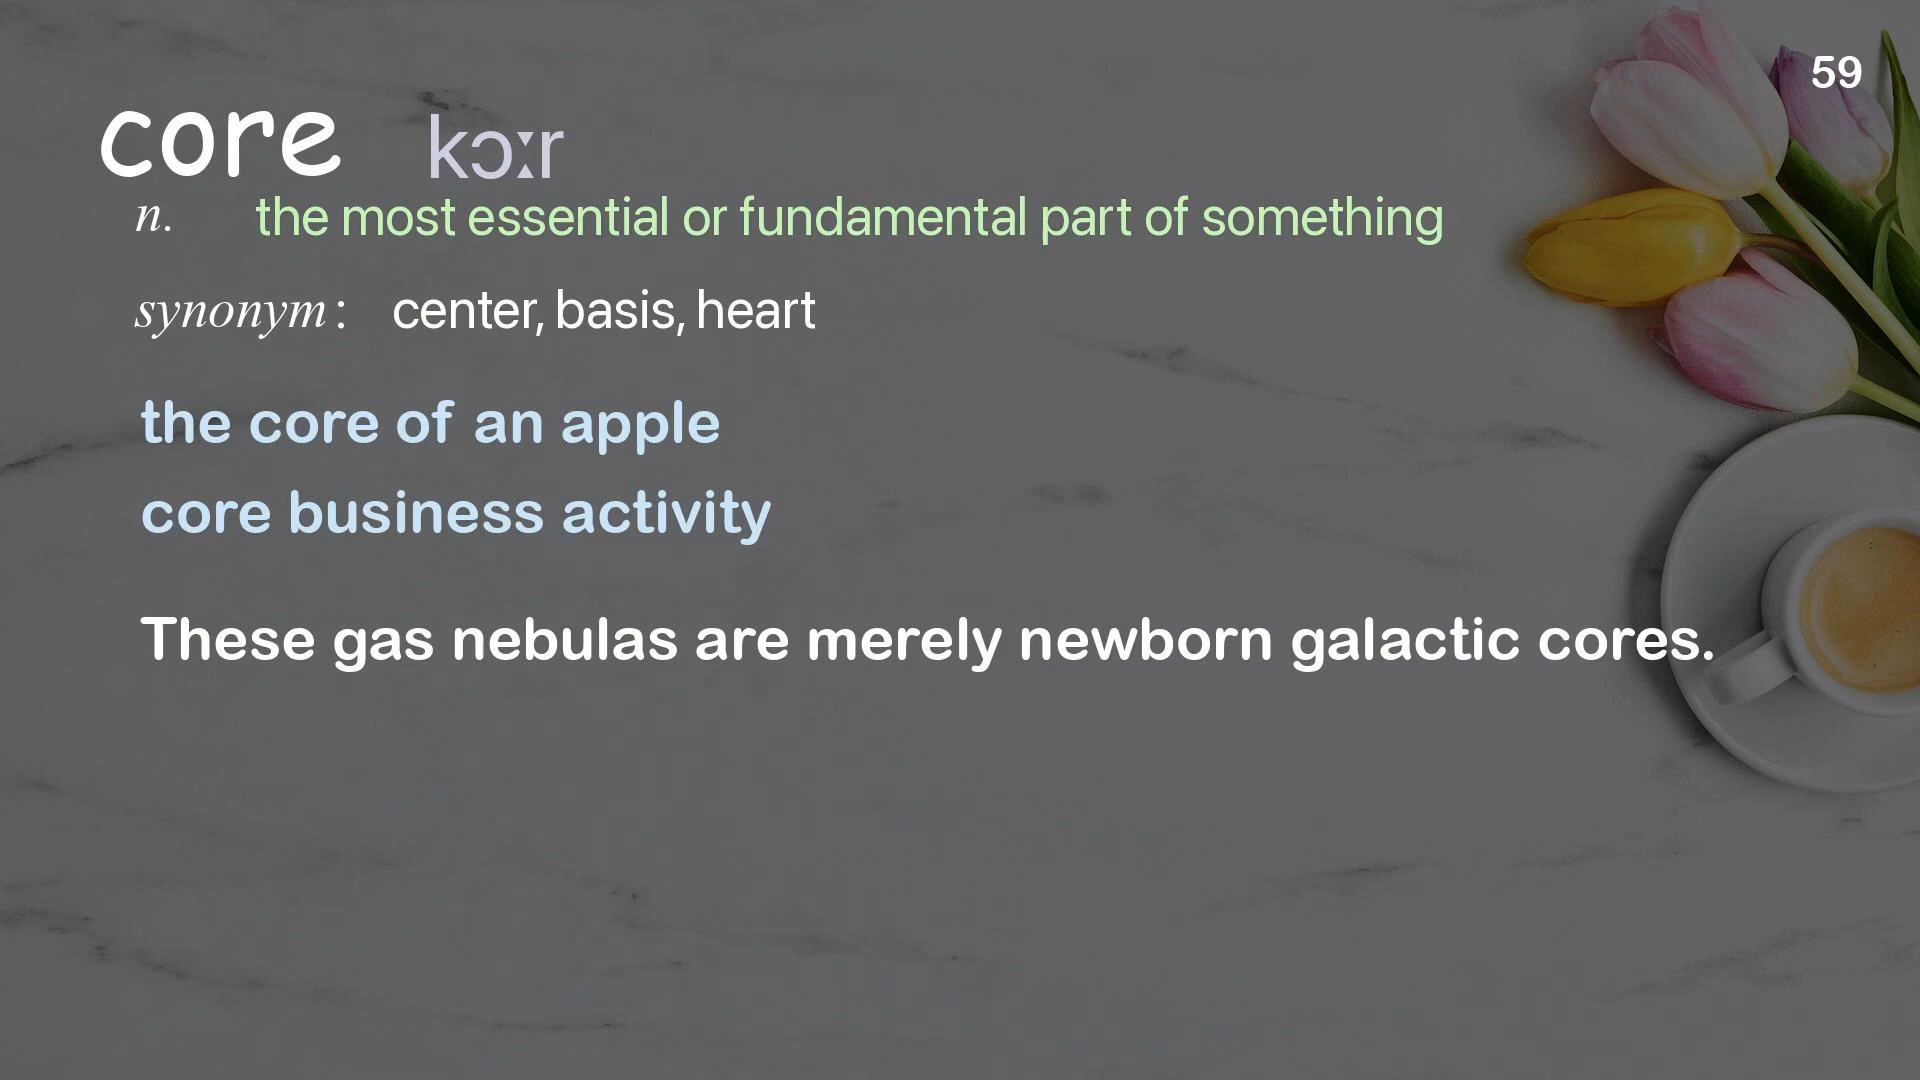 59
core kɔːr
n. the most essential or fundamental part of something
synonym: center, basis, heart
the core of an apple
core business activity
These gas nebulas are merely newborn galactic cores.